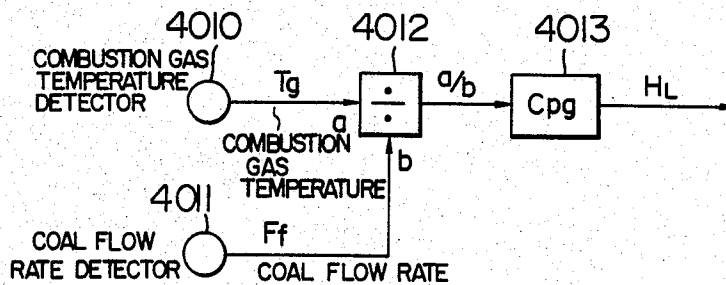 4010
4012
4013
COMBUSTION GAS
TEMPERATURE
DETECTOR
Tg
a
÷
a/b
Cpg
HL
COMBUSTION
GAS
TEMPERATURE
b
4011
COAL FLOW
RATE DETECTOR
Ff
COAL FLOW RATE